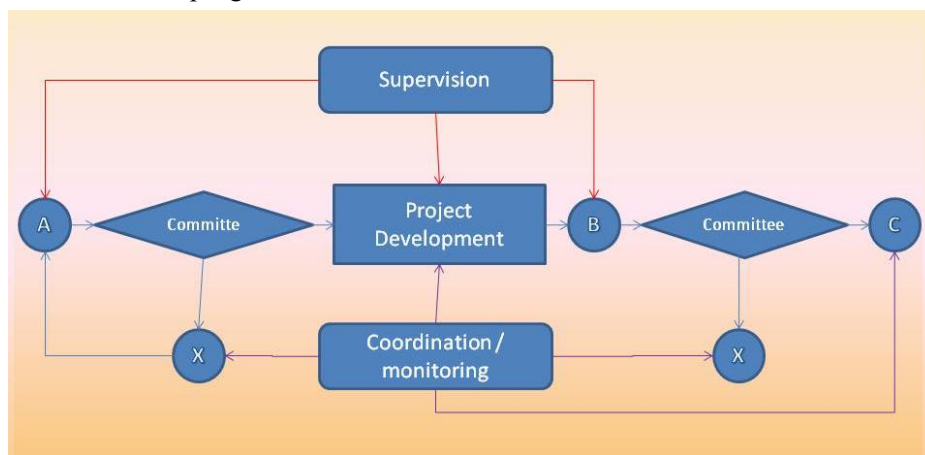 Supervision
A
Committe
Project
Development
B
Committee
C
X
Coordination /
monitoring
X